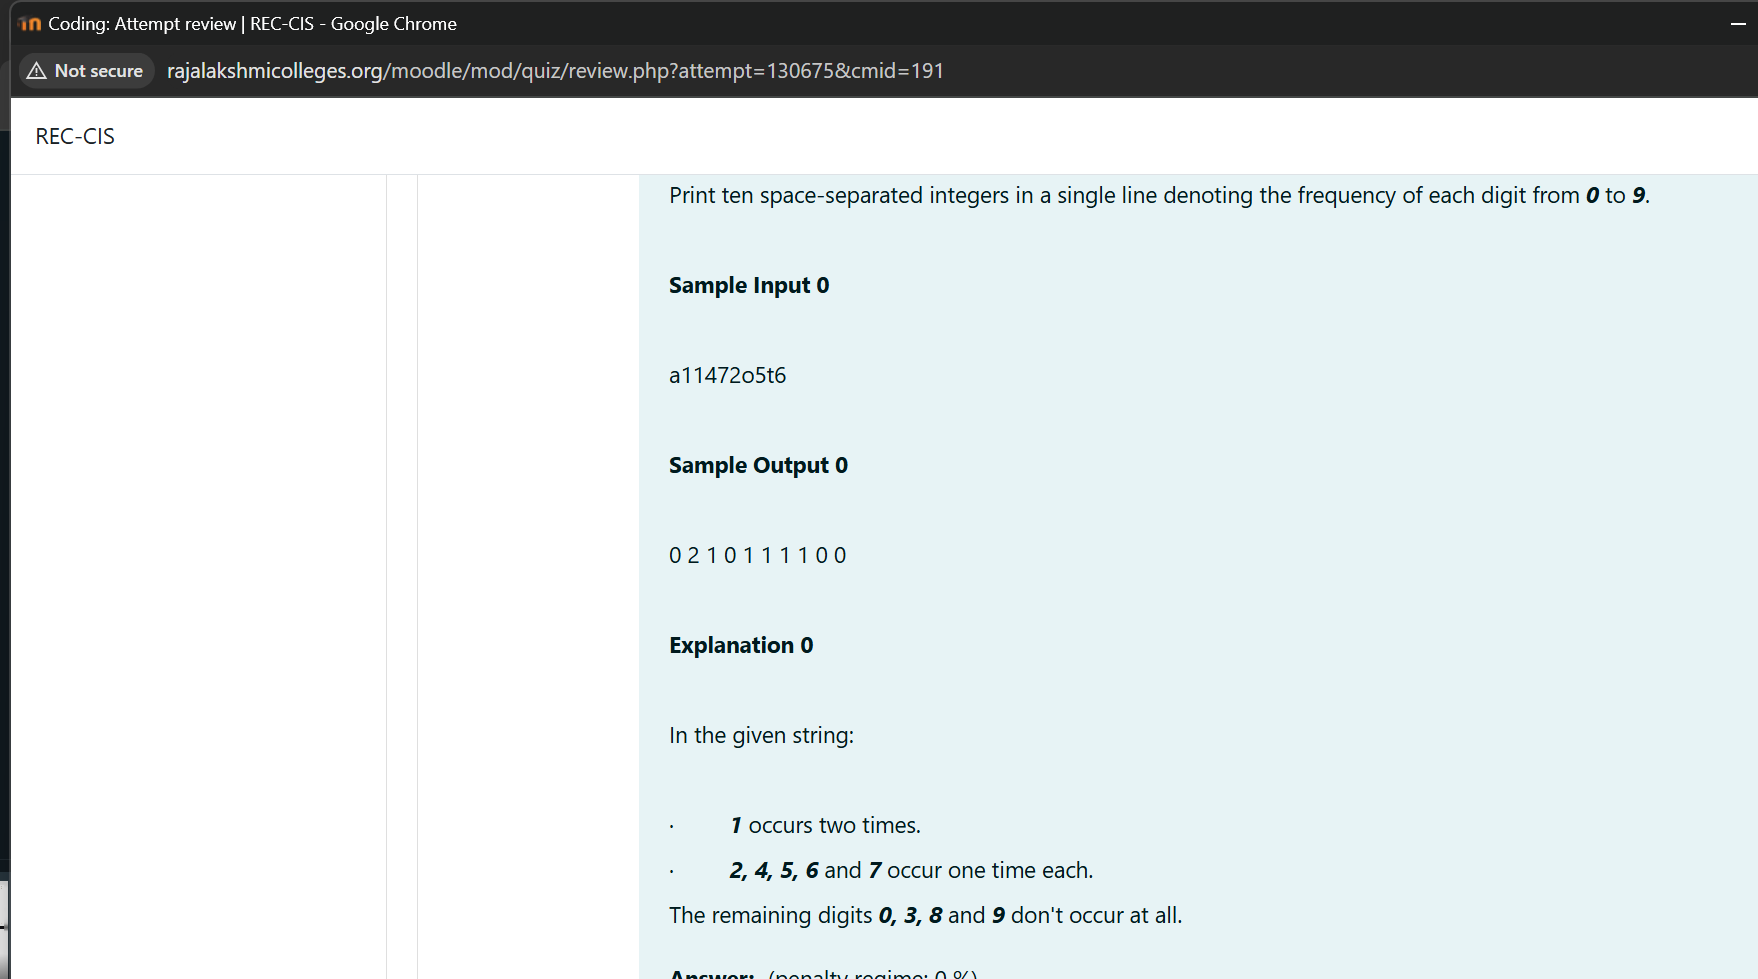 Coding: Attempt review | REC-CIS - Google Chrome
Not secure rajalakshmicolleges.org/moodle/mod/quiz/review.php?attempt=130675&cmid=191
REC-CIS
Print ten space-separated integers in a single line denoting the frequency of each digit from 0 to 9.
Sample Input 0
a11472o5t6
Sample Output 0
0 2 1 0 1 1 1 1 0 0
Explanation 0
In the given string:
· 1 occurs two times.
· 2, 4, 5, 6 and 7 occur one time each.
The remaining digits 0, 3, 8 and 9 don't occur at all.
Answer: (penalty regime: 0 %)